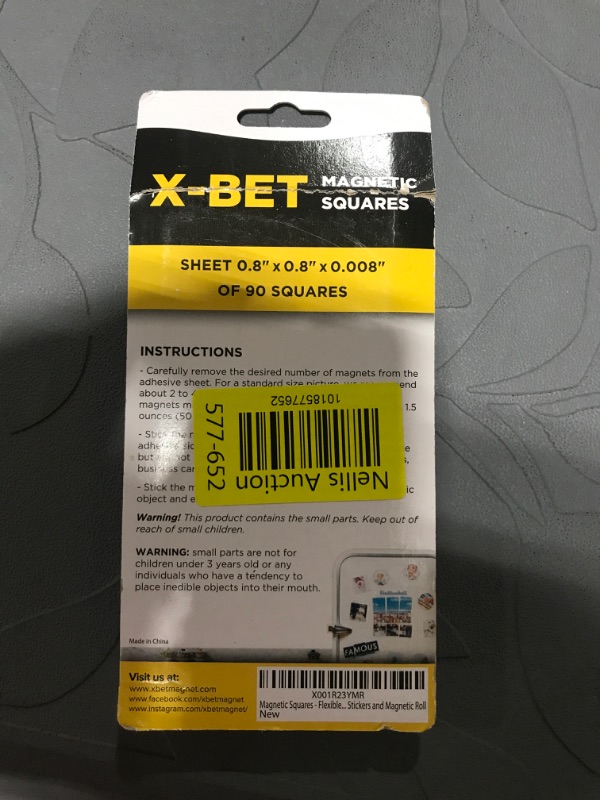 X-BET MAGNETIC
SQUARES
SHEET 0.8" x 0.8" x 0.008"
OF 90 SQUARES
INSTRUCTIONS
- Carefully remove the desired number of magnets from the
adhesive sheet. For a standard size picture,
about 2 to
magnets 1.5
ounces (50
- Stick the
but not
business
- Stick the
object and
1018577652
577-652
Nellis Auction
Warning! This product contains the small parts. Keep out of
reach of small children.
WARNING: small parts are not for
children under 3 years old or any
individuals who have a tendency to
place inedible objects into their mouth.
FAMOUS
Made in China
Visit us at:
www.xbetmagnet.com
www.facebook.com/xbetmagnet
www.instagram.com/xbetmagnet/
X001R23YMR
Magnetic Squares - Flexible... Stickers and Magnetic Roll
New